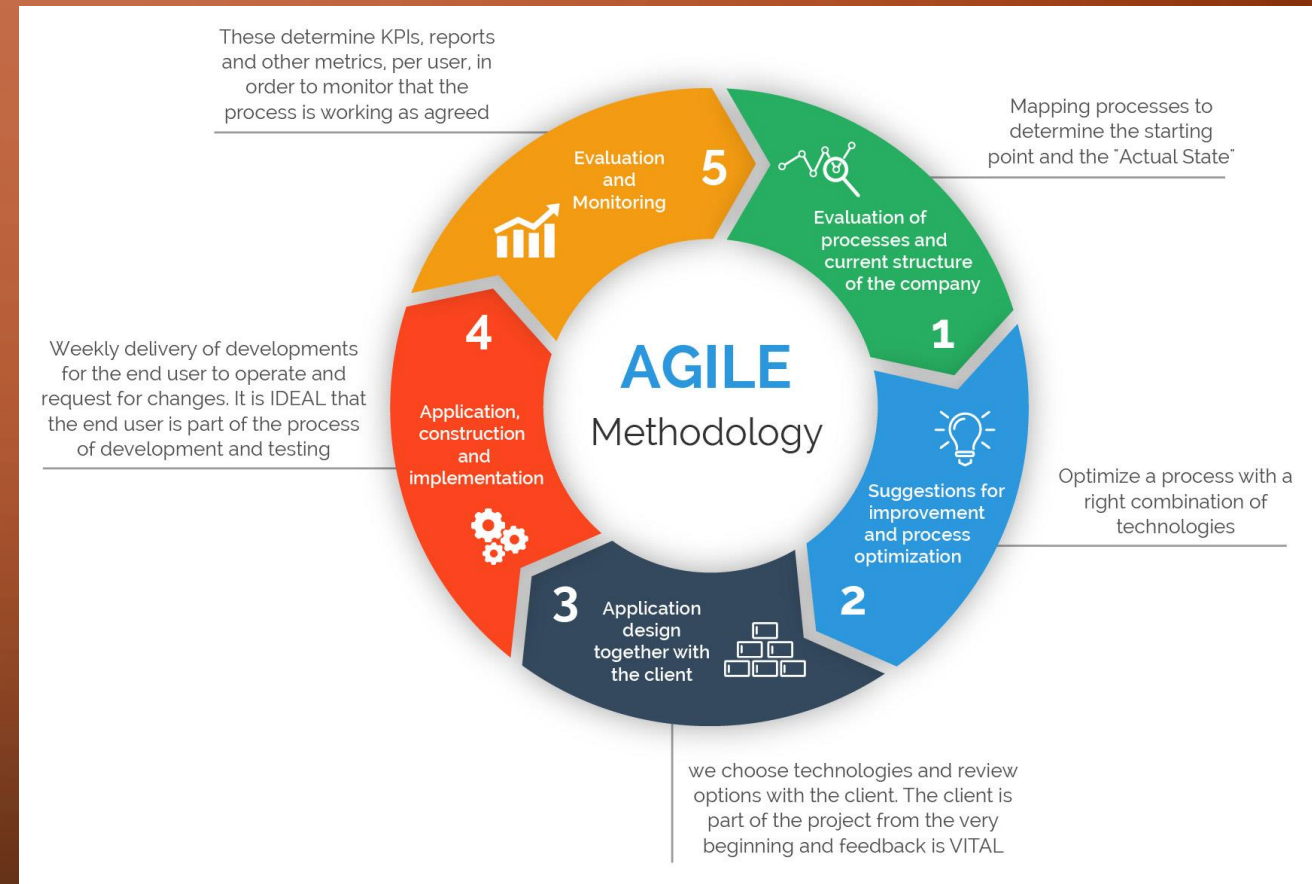 AGILE
Methodology
Mapping processes to
determine the starting
point and the "Actual State"
Evaluation of
processes and
current structure
of the company
1
Optimize a process with a
right combination of
technologies
Suggestions for
improvement
and process
optimization
2
3
Application
design
together with
the client
we choose technologies and review
options with the client. The client is
part of the project from the very
beginning and feedback is VITAL
Weekly delivery of developments
for the end user to operate and
request for changes. It is IDEAL that
the end user is part of the process
of development and testing
4
Application,
construction
and
implementation
These determine KPIs, reports
and other metrics, per user, in
order to monitor that the
process is working as agreed
Evaluation
and
Monitoring
5